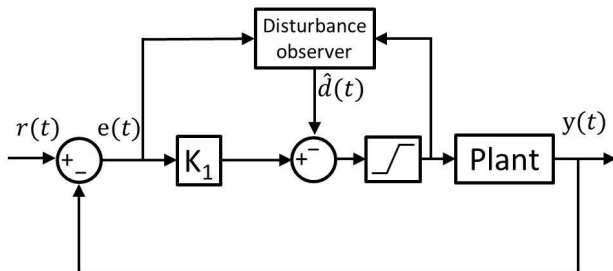 Disturbance
observer
d̂(t)
r(t)
e(t)
y(t)
+
−
K₁
+
−
Plant